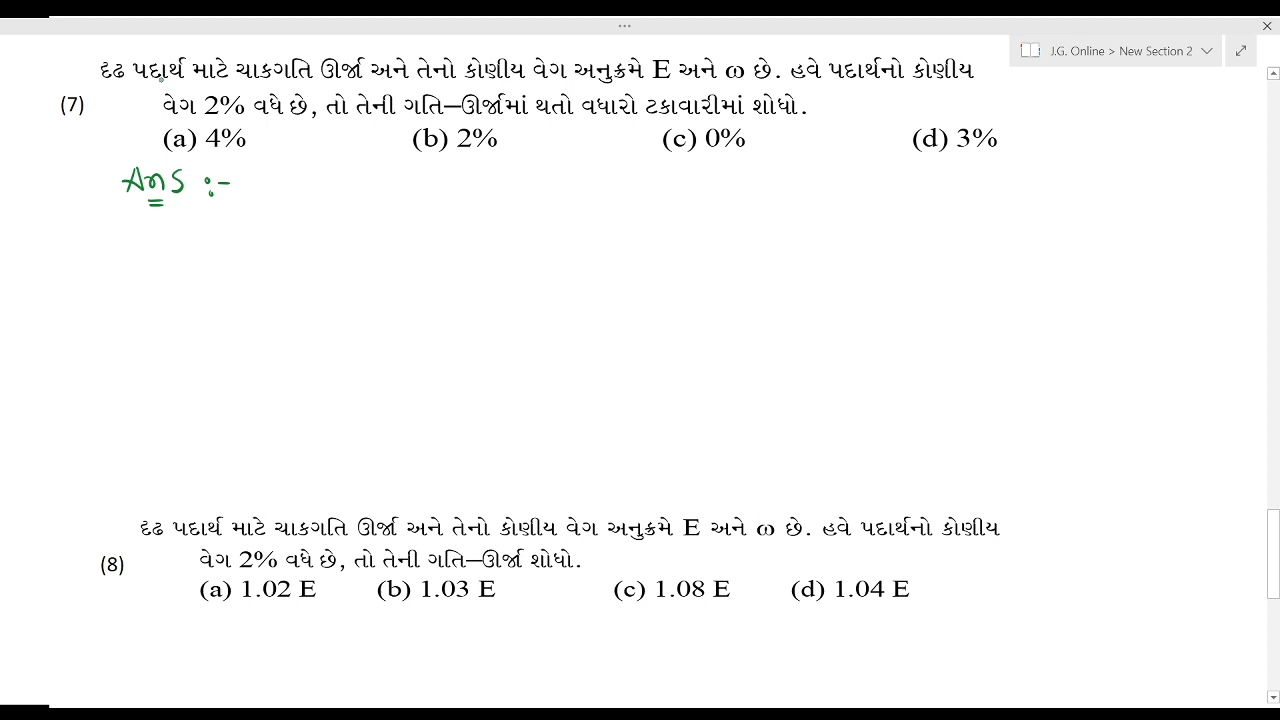 J.G. Online > New Section 2
દૃઢ પદાર્થ માટે ચાકગતિ ઊર્જા અને તેનો કોણીય વેગ અનુક્રમે E અને ω છે. હવે પદાર્થનો કોણીય
(7) વેગ 2% વધે છે, તો તેની ગતિ–ઊર્જામાં થતો વધારો ટકાવારીમાં શોધો.
(a) 4% (b) 2% (c) 0% (d) 3%
Ans :-
દૃઢ પદાર્થ માટે ચાકગતિ ઊર્જા અને તેનો કોણીય વેગ અનુક્રમે E અને ω છે. હવે પદાર્થનો કોણીય
(8) વેગ 2% વધે છે, તો તેની ગતિ–ઊર્જા શોધો.
(a) 1.02 E (b) 1.03 E (c) 1.08 E (d) 1.04 E